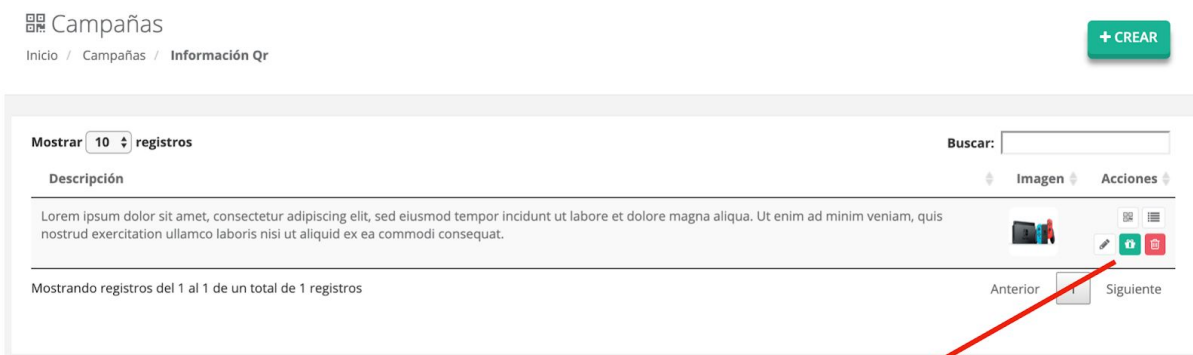 Campañas
+ CREAR
Inicio / Campañas / Información Qr
Mostrar 10 registros
Buscar:
Descripción Imagen Acciones
Lorem ipsum dolor sit amet, consectetur adipiscing elit, sed eiusmod tempor incidunt ut labore et dolore magna aliqua. Ut enim ad minim veniam, quis
nostrud exercitation ullamco laboris nisi ut aliquid ex ea commodi consequat.
Mostrando registros del 1 al 1 de un total de 1 registros
Anterior 1 Siguiente